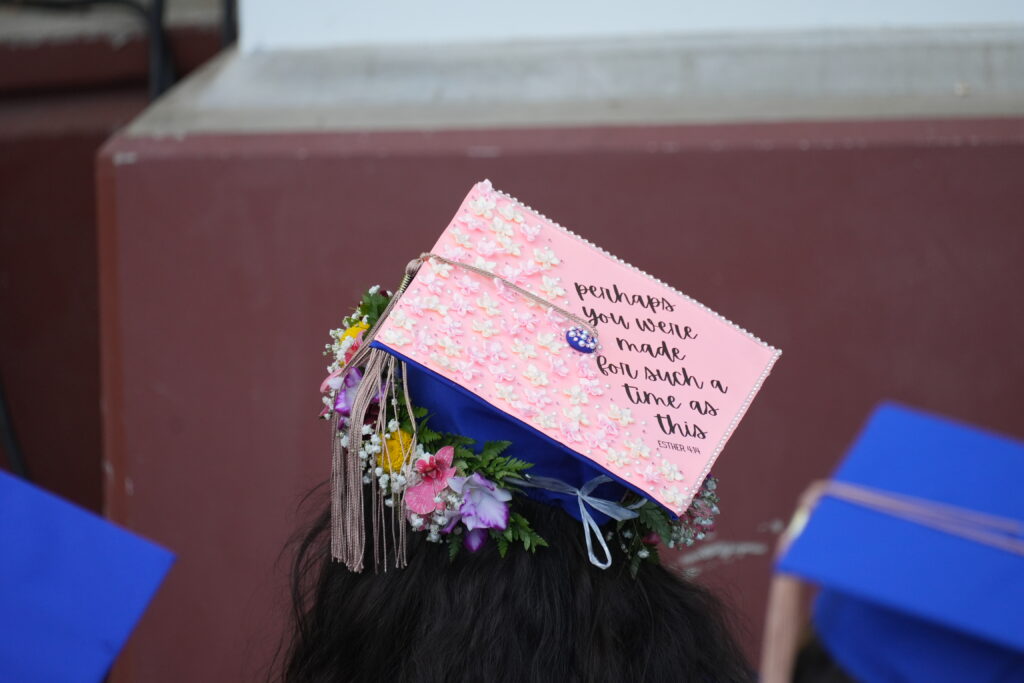 perhaps
you were
made
for such a
time as
this
ESTHER 4:14